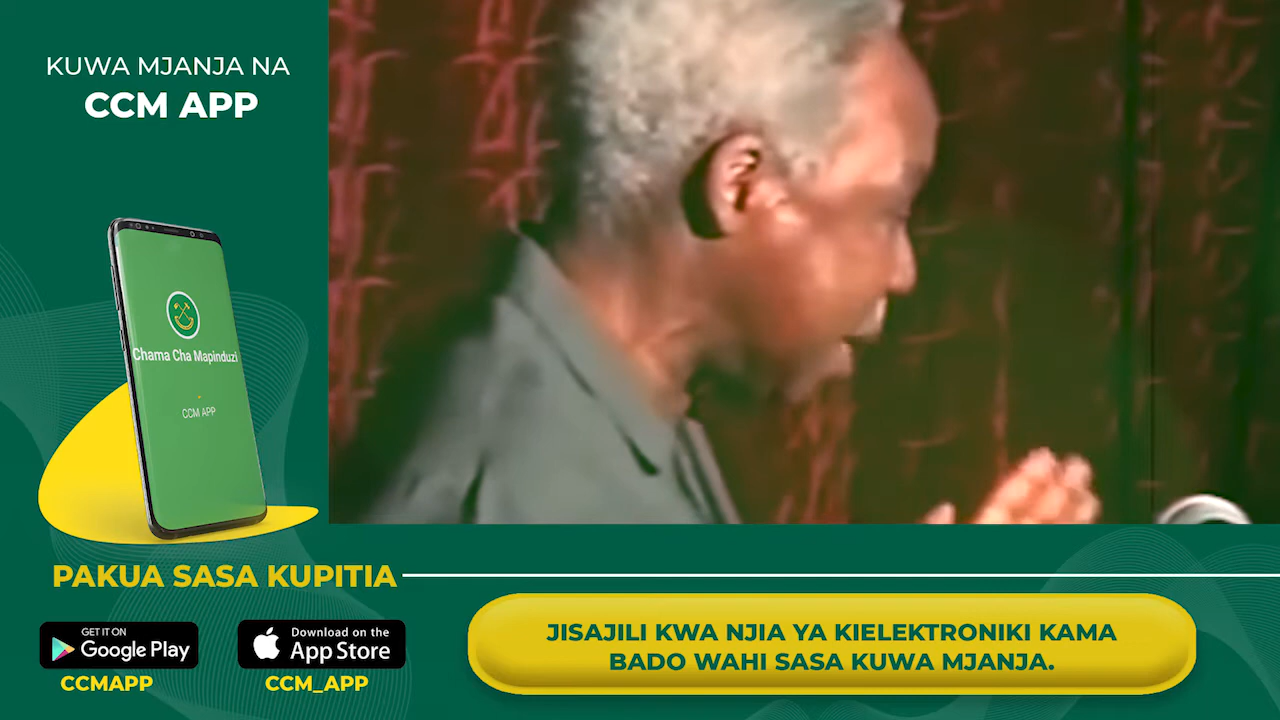 KUWA MJANJA NA
CCM APP
Chama Cha Mapinduzi
CCM APP
PAKUA SASA KUPITIA
GET IT ON
Google Play
CCMAPP
Download on the
App Store
CCM_APP
JISAJILI KWA NJIA YA KIELEKTRONIKI KAMA
BADO WAHI SASA KUWA MJANJA.